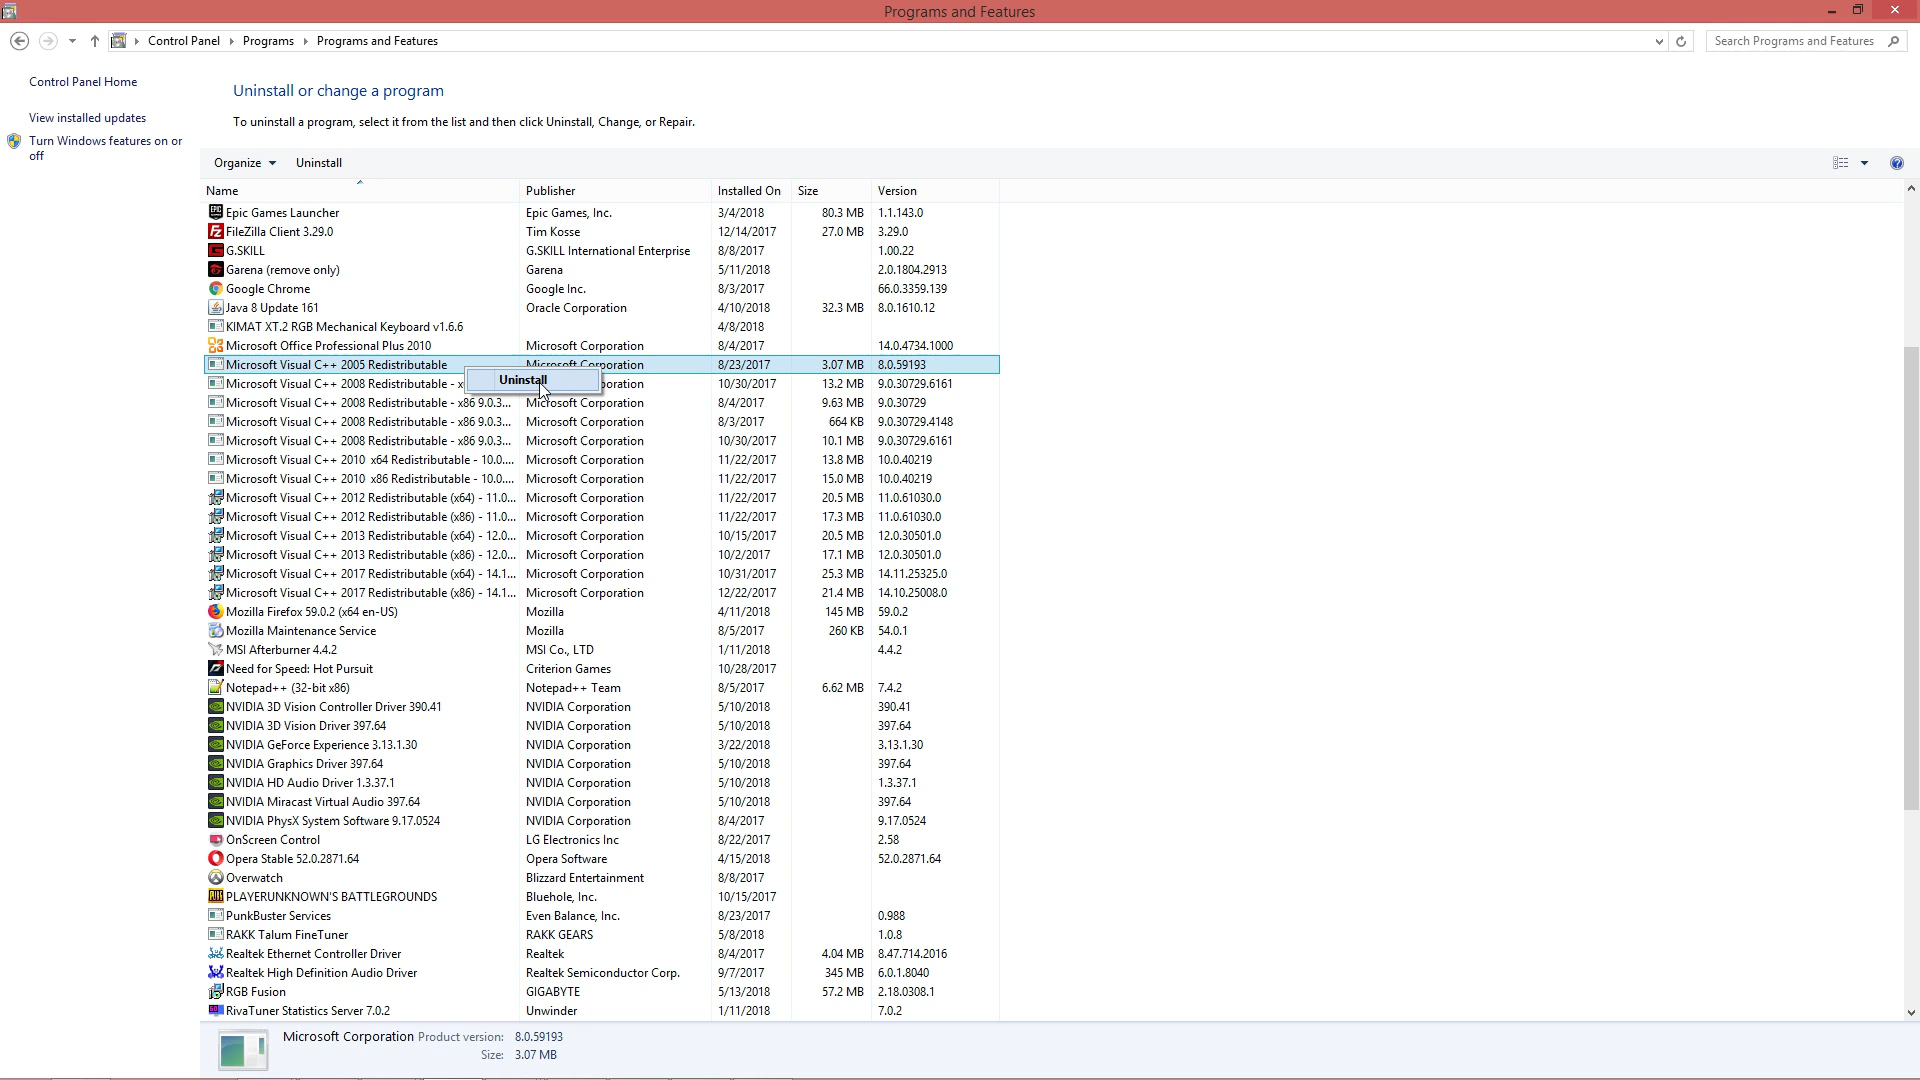 Programs and Features
Control Panel Programs Programs and Features
Search Programs and Features
Control Panel Home
View installed updates
Turn Windows features on or
off
Uninstall or change a program
To uninstall a program, select it from the list and then click Uninstall, Change, or Repair.
Organize Uninstall
Name Publisher Installed On Size Version
Epic Games Launcher Epic Games, Inc. 3/4/2018 80.3 MB 1.1.143.0
FileZilla Client 3.29.0 Tim Kosse 12/14/2017 27.0 MB 3.29.0
G.SKILL G.SKILL International Enterprise 8/8/2017 1.00.22
Garena (remove only) Garena 5/11/2018 2.0.1804.2913
Google Chrome Google Inc. 8/3/2017 66.0.3359.139
Java 8 Update 161 Oracle Corporation 4/10/2018 32.3 MB 8.0.1610.12
KIMAT XT.2 RGB Mechanical Keyboard v1.6.6 4/8/2018
Microsoft Office Professional Plus 2010 Microsoft Corporation 8/4/2017 14.0.4734.1000
Microsoft Visual C++ 2005 Redistributable Microsoft Corporation 8/23/2017 3.07 MB 8.0.59193
Uninstall
Microsoft Visual C++ 2008 Redistributable - x oration 10/30/2017 13.2 MB 9.0.30729.6161
Microsoft Visual C++ 2008 Redistributable - x86 9.0.3... Microsoft Corporation 8/4/2017 9.63 MB 9.0.30729
Microsoft Visual C++ 2008 Redistributable - x86 9.0.3... Microsoft Corporation 8/3/2017 664 KB 9.0.30729.4148
Microsoft Visual C++ 2008 Redistributable - x86 9.0.3... Microsoft Corporation 10/30/2017 10.1 MB 9.0.30729.6161
Microsoft Visual C++ 2010 x64 Redistributable - 10.0.... Microsoft Corporation 11/22/2017 13.8 MB 10.0.40219
Microsoft Visual C++ 2010 x86 Redistributable - 10.0.... Microsoft Corporation 11/22/2017 15.0 MB 10.0.40219
Microsoft Visual C++ 2012 Redistributable (x64) - 11.0... Microsoft Corporation 11/22/2017 20.5 MB 11.0.61030.0
Microsoft Visual C++ 2012 Redistributable (x86) - 11.0... Microsoft Corporation 11/22/2017 17.3 MB 11.0.61030.0
Microsoft Visual C++ 2013 Redistributable (x64) - 12.0... Microsoft Corporation 10/15/2017 20.5 MB 12.0.30501.0
Microsoft Visual C++ 2013 Redistributable (x86) - 12.0... Microsoft Corporation 10/2/2017 17.1 MB 12.0.30501.0
Microsoft Visual C++ 2017 Redistributable (x64) - 14.1... Microsoft Corporation 10/31/2017 25.3 MB 14.11.25325.0
Microsoft Visual C++ 2017 Redistributable (x86) - 14.1... Microsoft Corporation 12/22/2017 21.4 MB 14.10.25008.0
Mozilla Firefox 59.0.2 (x64 en-US) Mozilla 4/11/2018 145 MB 59.0.2
Mozilla Maintenance Service Mozilla 8/5/2017 260 KB 54.0.1
MSI Afterburner 4.4.2 MSI Co., LTD 1/11/2018 4.4.2
Need for Speed: Hot Pursuit Criterion Games 10/28/2017
Notepad++ (32-bit x86) Notepad++ Team 8/5/2017 6.62 MB 7.4.2
NVIDIA 3D Vision Controller Driver 390.41 NVIDIA Corporation 5/10/2018 390.41
NVIDIA 3D Vision Driver 397.64 NVIDIA Corporation 5/10/2018 397.64
NVIDIA GeForce Experience 3.13.1.30 NVIDIA Corporation 3/22/2018 3.13.1.30
NVIDIA Graphics Driver 397.64 NVIDIA Corporation 5/10/2018 397.64
NVIDIA HD Audio Driver 1.3.37.1 NVIDIA Corporation 5/10/2018 1.3.37.1
NVIDIA Miracast Virtual Audio 397.64 NVIDIA Corporation 5/10/2018 397.64
NVIDIA PhysX System Software 9.17.0524 NVIDIA Corporation 8/4/2017 9.17.0524
OnScreen Control LG Electronics Inc 8/22/2017 2.58
Opera Stable 52.0.2871.64 Opera Software 4/15/2018 52.0.2871.64
Overwatch Blizzard Entertainment 8/8/2017
PLAYERUNKNOWN'S BATTLEGROUNDS Bluehole, Inc. 10/15/2017
PunkBuster Services Even Balance, Inc. 8/23/2017 0.988
RAKK Talum FineTuner RAKK GEARS 5/8/2018 1.0.8
Realtek Ethernet Controller Driver Realtek 8/4/2017 4.04 MB 8.47.714.2016
Realtek High Definition Audio Driver Realtek Semiconductor Corp. 9/7/2017 345 MB 6.0.1.8040
RGB Fusion GIGABYTE 5/13/2018 57.2 MB 2.18.0308.1
RivaTuner Statistics Server 7.0.2 Unwinder 1/11/2018 7.0.2
Microsoft Corporation Product version: 8.0.59193
Size: 3.07 MB